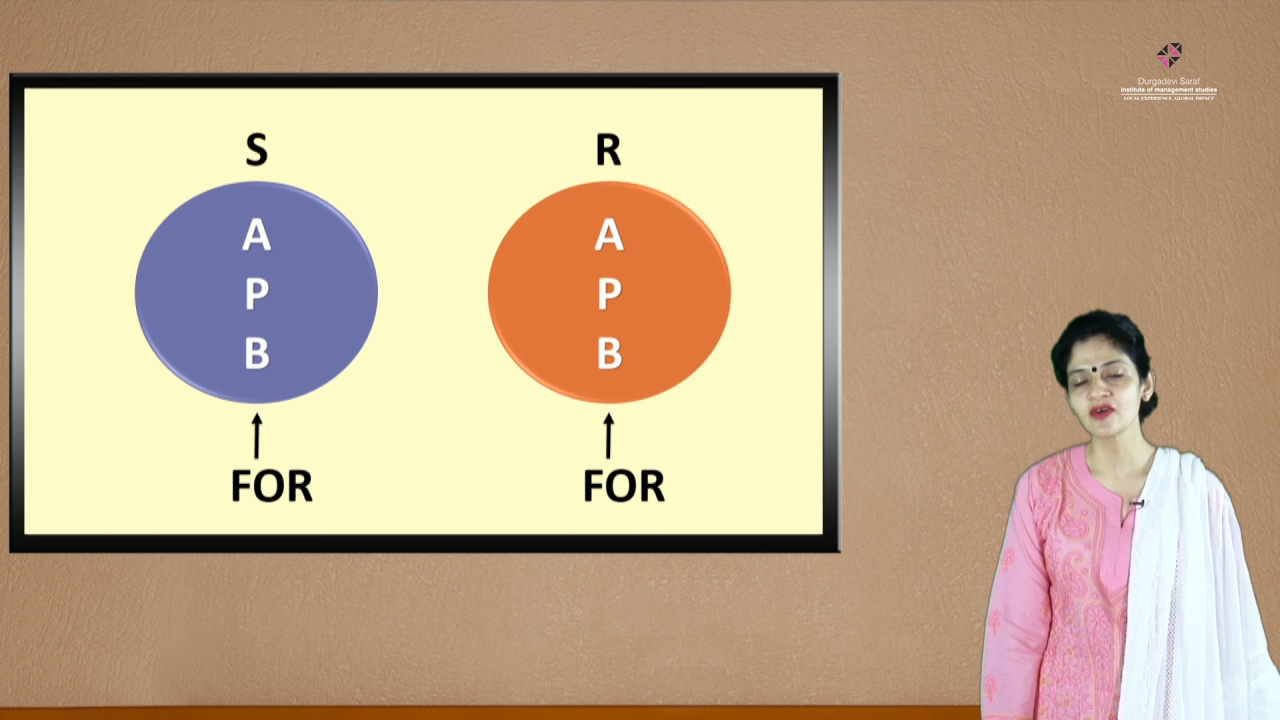 S
R
A
P
B
A
P
B
FOR
FOR
Durgadevi Saraf
institute of management studies
LOCAL EXPERIENCE. GLOBAL IMPACT